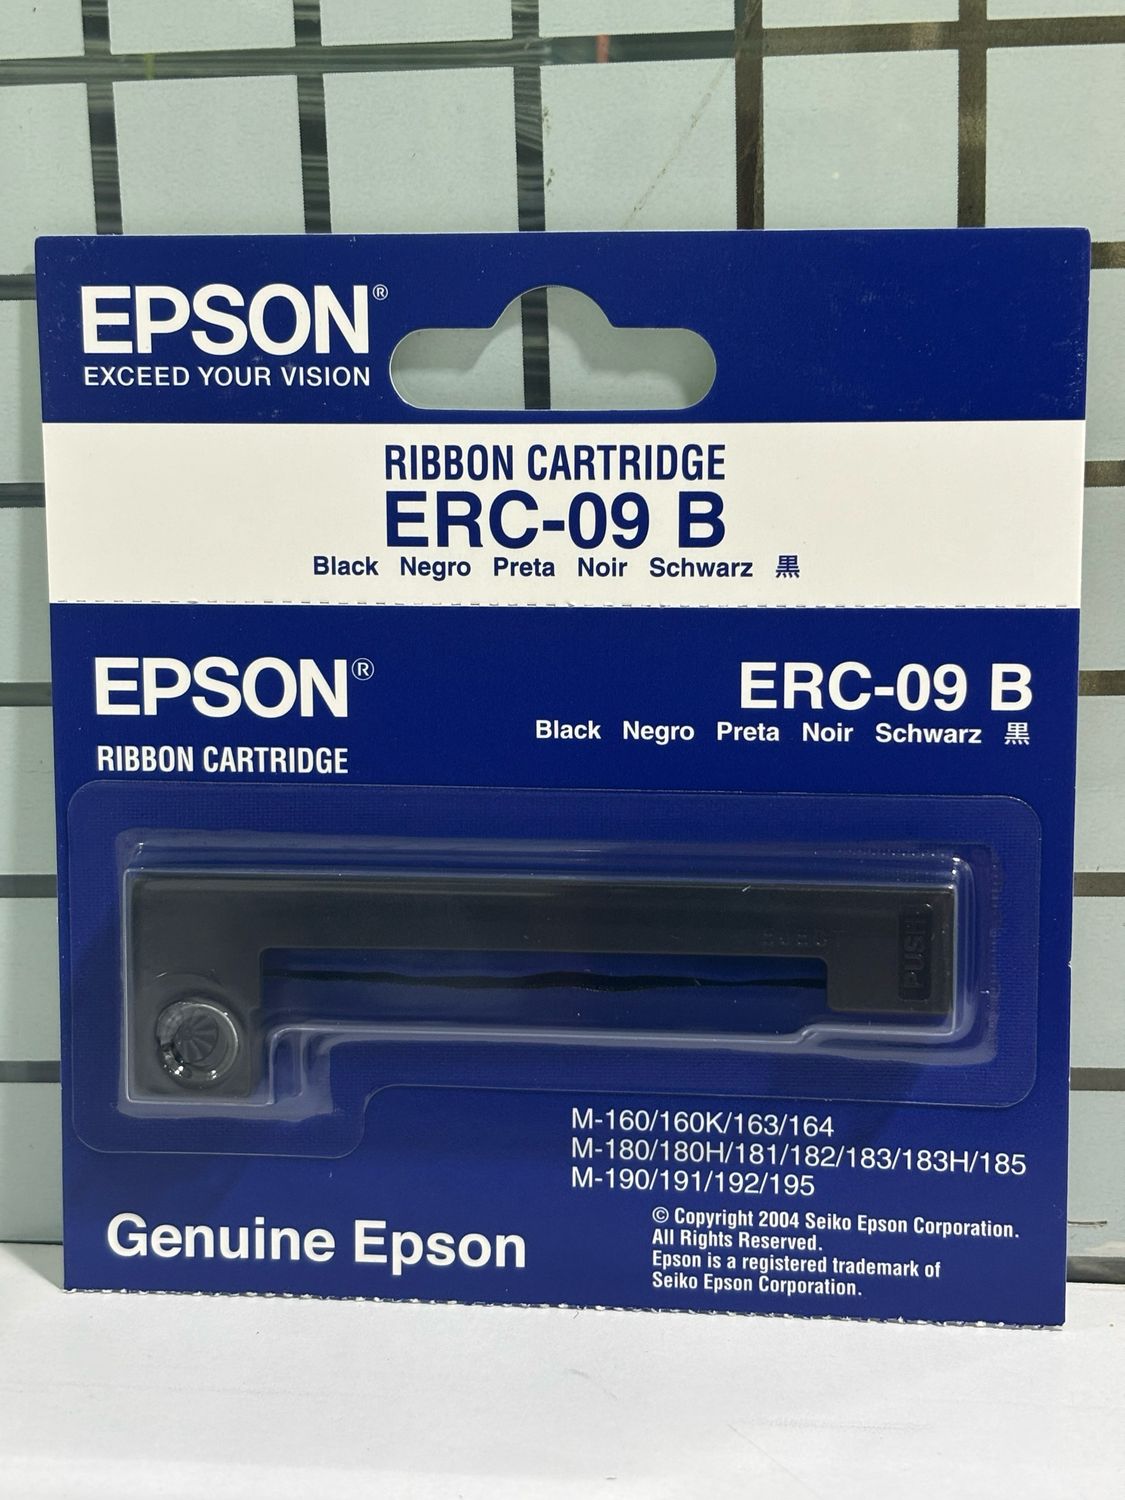 EPSON®
EXCEED YOUR VISION
RIBBON CARTRIDGE
ERC-09 B
Black Negro Preta Noir Schwarz 黒
EPSON®
RIBBON CARTRIDGE
ERC-09 B
Black Negro Preta Noir Schwarz 黒
PUSH
M-160/160K/163/164
M-180/180H/181/182/183/183H/185
M-190/191/192/195
Genuine Epson
© Copyright 2004 Seiko Epson Corporation.
All Rights Reserved.
Epson is a registered trademark of
Seiko Epson Corporation.